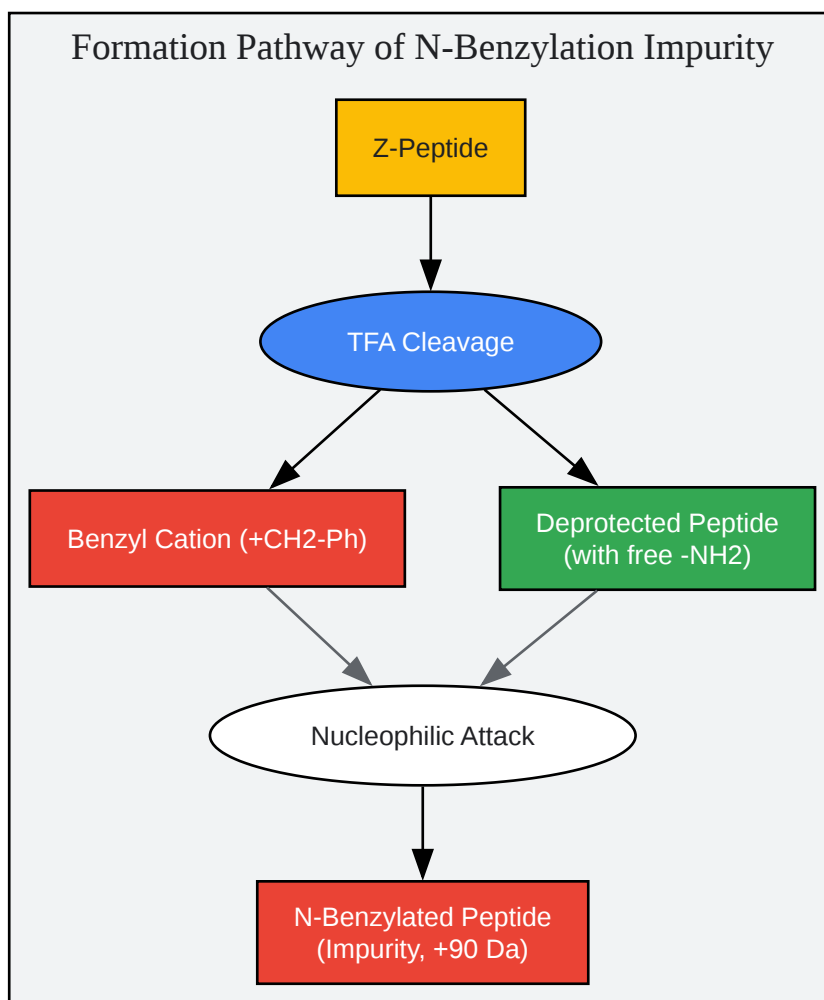 Formation Pathway of N-Benzylation Impurity
Z-Peptide
TFA Cleavage
Benzyl Cation (+CH2-Ph)
Deprotected Peptide
(with free -NH2)
Nucleophilic Attack
N-Benzylated Peptide
(Impurity, +90 Da)